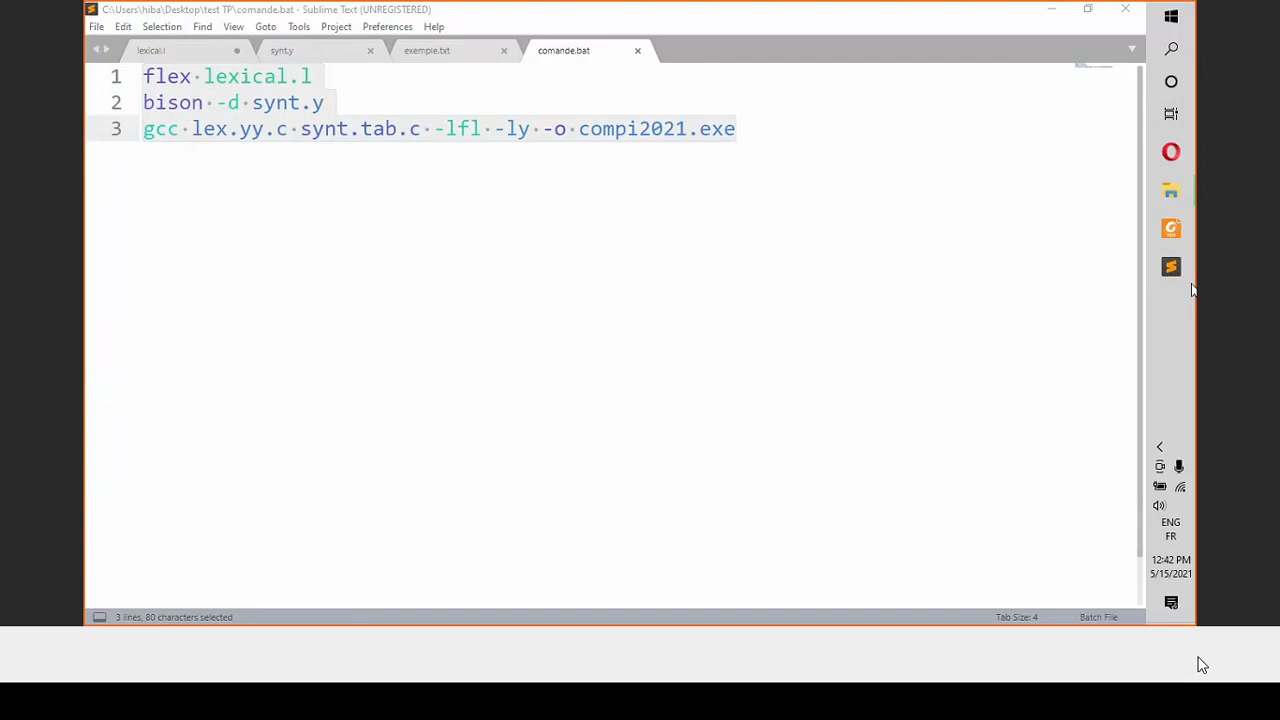 C:\Users\hiba\Desktop\test TP\comande.bat - Sublime Text (UNREGISTERED)
File Edit Selection Find View Goto Tools Project Preferences Help
lexical.l synt.y exemple.txt comande.bat
1 flex lexical.l
2 bison -d synt.y
3 gcc lex.yy.c synt.tab.c -lfl -ly -o compi2021.exe
ENG
FR
12:42 PM
5/15/2021
3 lines, 80 characters selected Tab Size: 4 Batch File